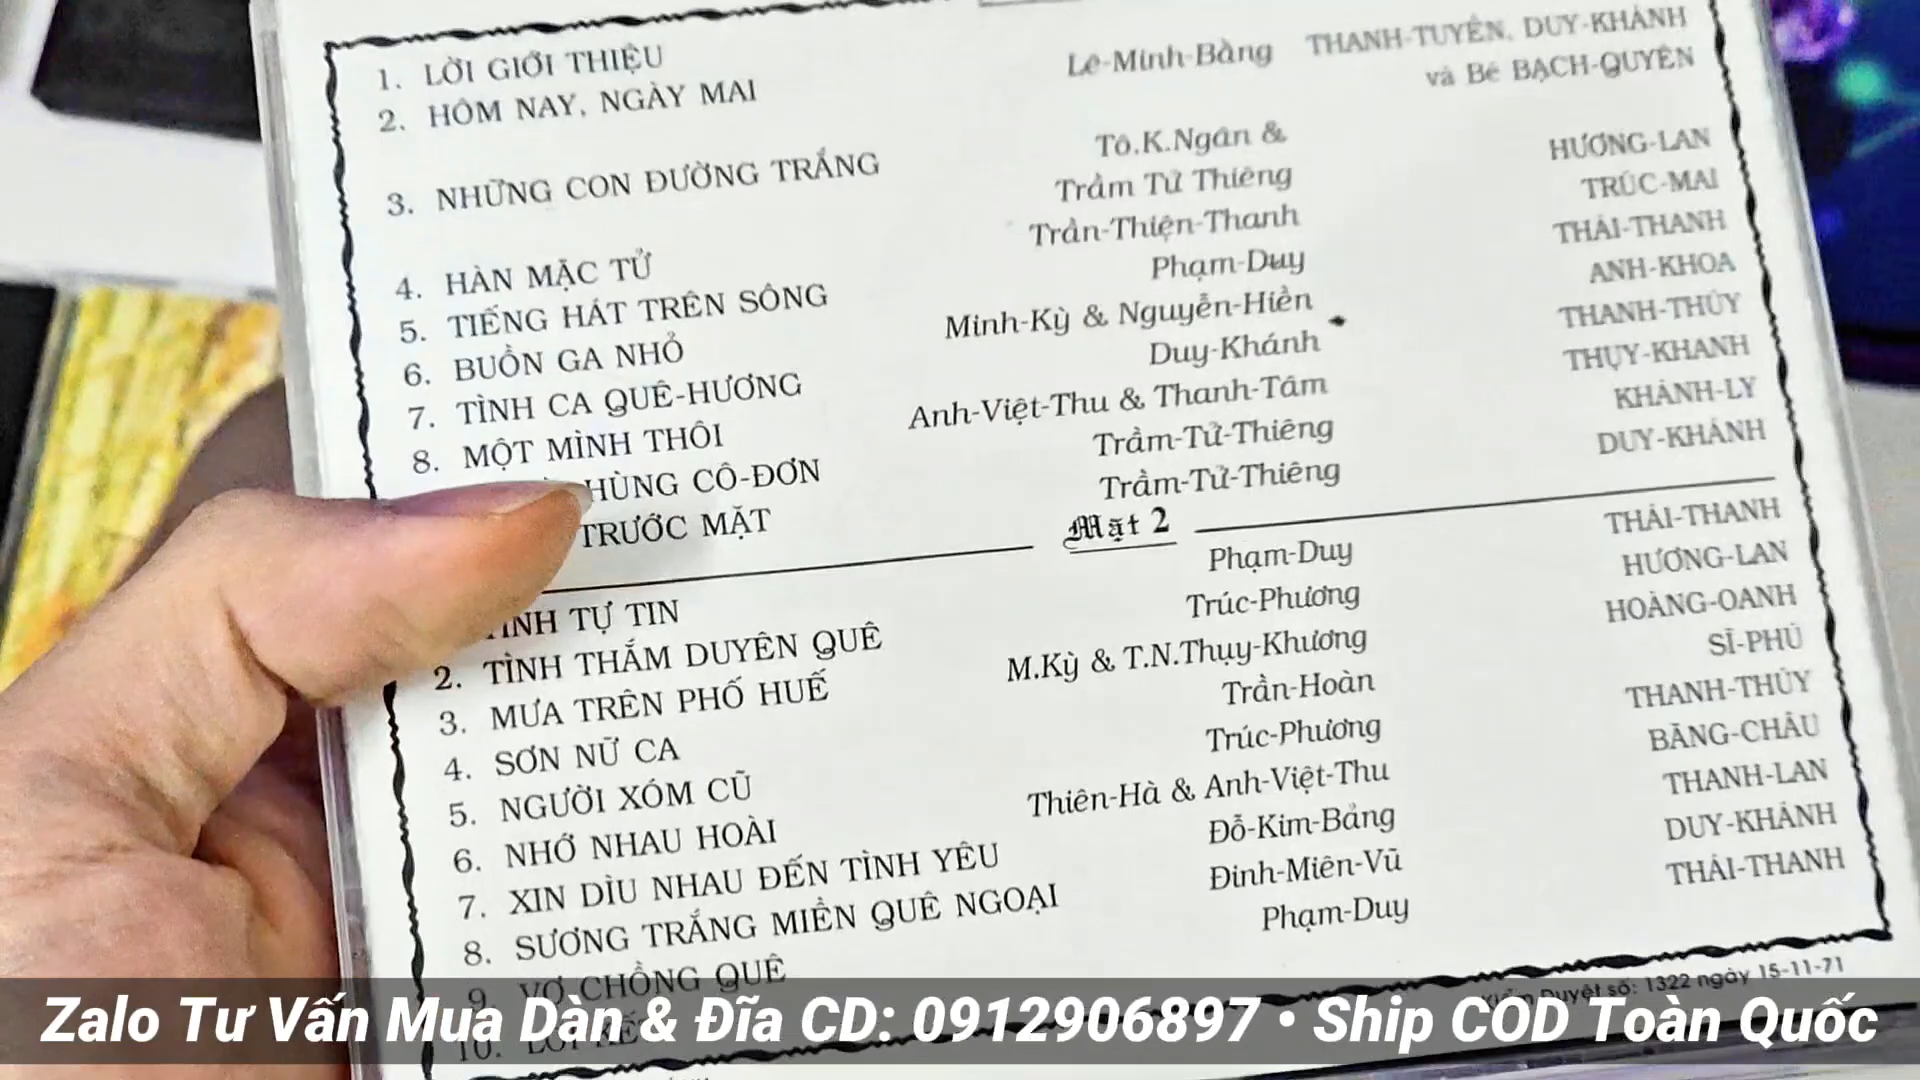 1. LỜI GIỚI THIỆU
2. HÔM NAY, NGÀY MAI Lê-Minh-Bằng THANH-TUYỀN, DUY-KHÁNH
và Bé BẠCH-QUYÊN
3. NHỮNG CON ĐƯỜNG TRẮNG Tô.K.Ngân &
Trầm Tử Thiêng HƯƠNG-LAN
4. HÀN MẶC TỬ Trần-Thiện-Thanh TRÚC-MAI
5. TIẾNG HÁT TRÊN SÔNG Phạm-Duy THÁI-THANH
6. BUỒN GA NHỎ Minh-Kỳ & Nguyễn-Hiền ANH-KHOA
7. TÌNH CA QUÊ-HƯƠNG Duy-Khánh THANH-THÚY
8. MỘT MÌNH THÔI Anh-Việt-Thu & Thanh-Tâm THỤY-KHANH
HÙNG CÔ-ĐƠN Trầm-Tử-Thiêng KHÁNH-LY
TRƯỚC MẶT Trầm-Tử-Thiêng DUY-KHÁNH
Mặt 2
TỰ TIN Phạm-Duy THÁI-THANH
2. TÌNH THẮM DUYÊN QUÊ Trúc-Phương HƯƠNG-LAN
3. MƯA TRÊN PHỐ HUẾ M.Kỳ & T.N.Thụy-Khương HOÀNG-OANH
4. SƠN NỮ CA Trần-Hoàn SĨ-PHÚ
5. NGƯỜI XÓM CŨ Trúc-Phương THANH-THÚY
6. NHỚ NHAU HOÀI Thiên-Hà & Anh-Việt-Thu BĂNG-CHÂU
7. XIN DÌU NHAU ĐẾN TÌNH YÊU Đỗ-Kim-Bảng THANH-LAN
8. SƯƠNG TRẮNG MIỀN QUÊ NGOẠI Đinh-Miên-Vũ DUY-KHÁNH
9. VỢ CHỒNG QUÊ Phạm-Duy THÁI-THANH
10.
Kiểm Duyệt số: 1322 ngày 15-11-71
Zalo Tư Vấn Mua Dàn & Đĩa CD: 0912906897 • Ship COD Toàn Quốc